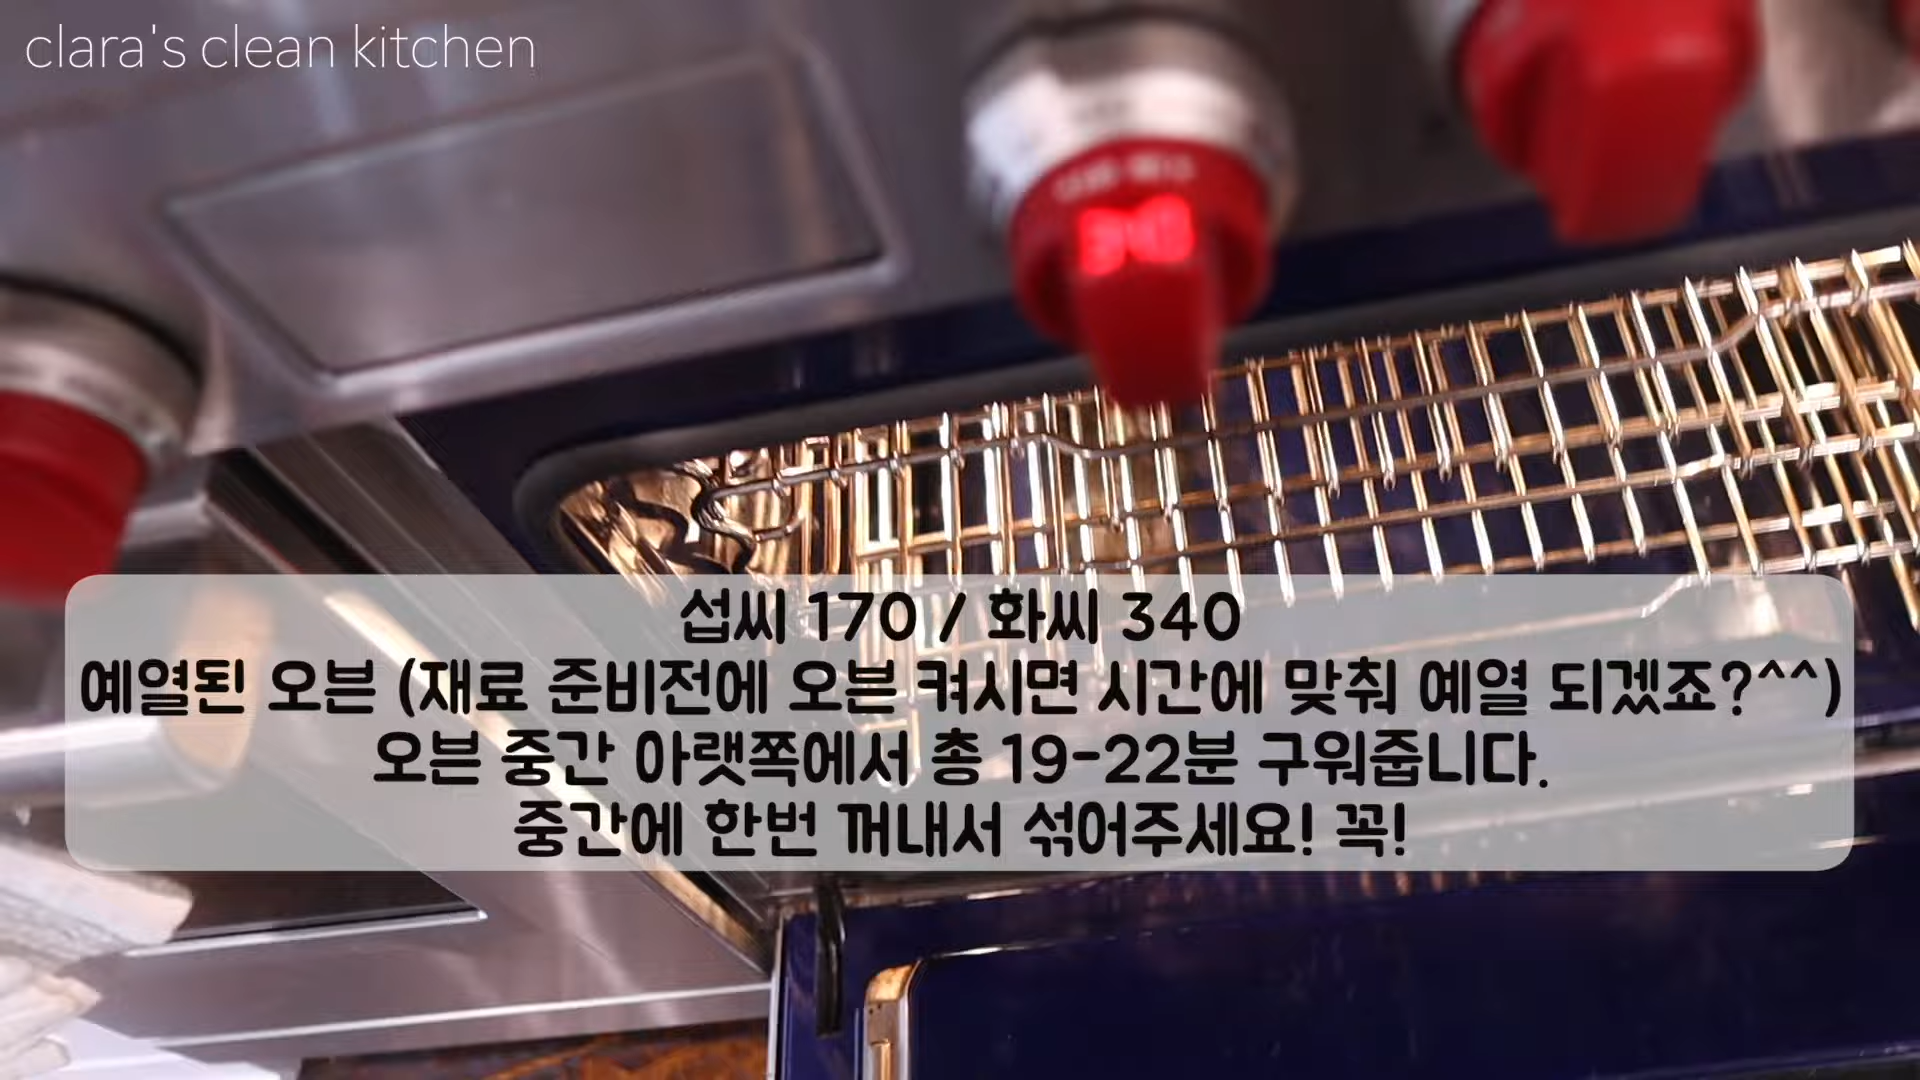 clara's clean kitchen
340
섭씨 170 / 화씨 340
예열된 오븐 (재료 준비전에 오븐 켜시면 시간에 맞춰 예열 되겠죠?^^)
오븐 중간 아랫쪽에서 총 19-22분 구워줍니다.
중간에 한번 꺼내서 섞어주세요! 꼭!